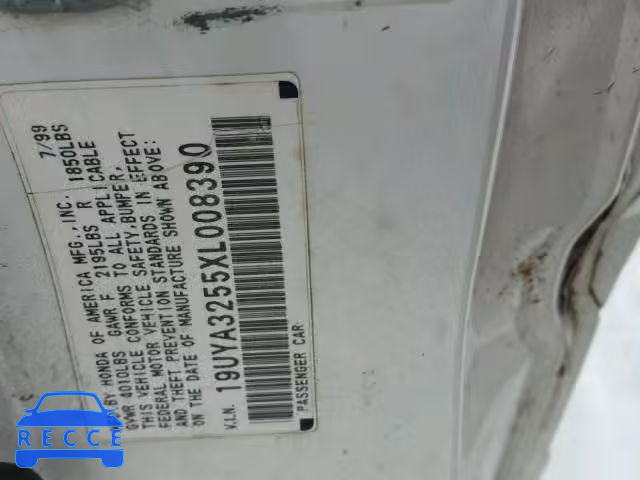 D BY HONDA OF AMERICA MFG.,INC. 7/99
GVWR 4010LBS GAWR F 2195LBS R 1850LBS
THIS VEHICLE CONFORMS TO ALL APPLICABLE
FEDERAL MOTOR VEHICLE SAFETY,BUMPER,
AND THEFT PREVENTION STANDARDS IN EFFECT
ON THE DATE OF MANUFACTURE SHOWN ABOVE:
V.I.N. 19UYA3255XL008390
PASSENGER CAR
RECCE